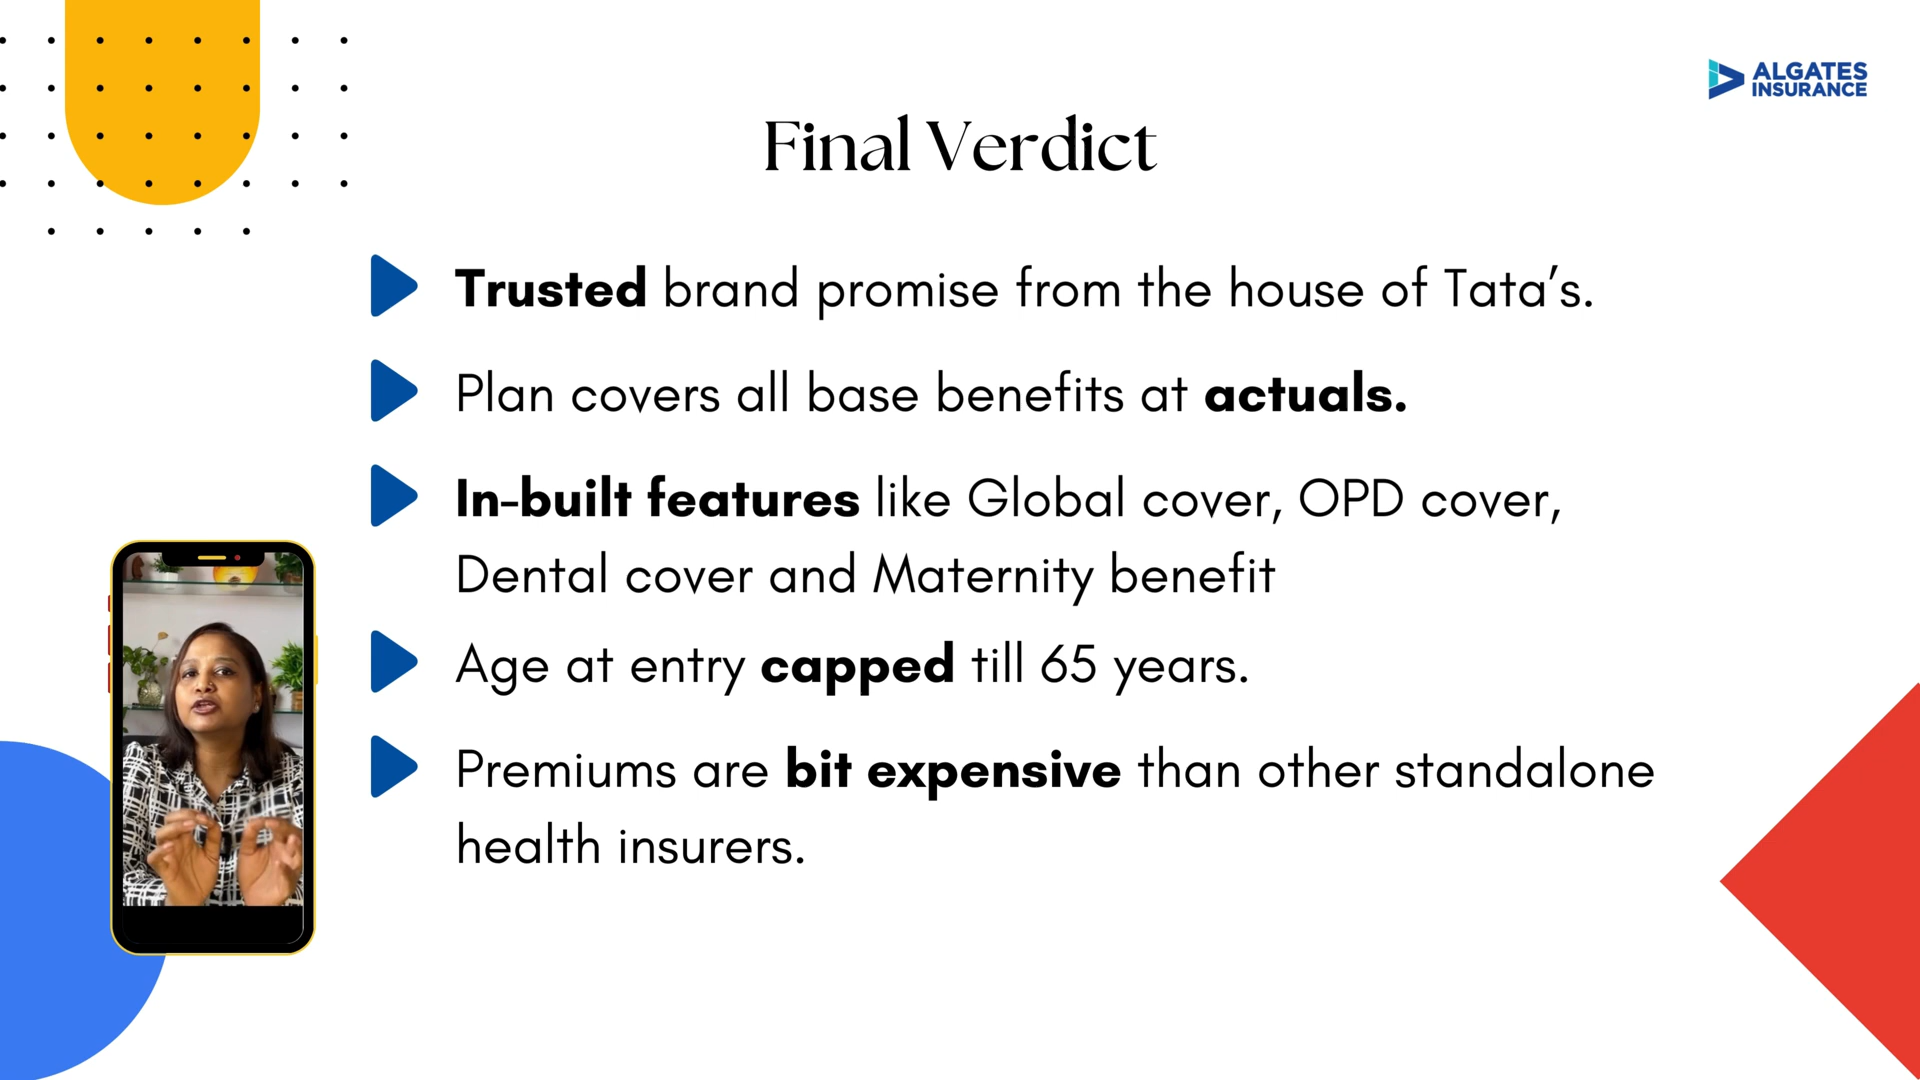 ALGATES
INSURANCE
Final Verdict
Trusted brand promise from the house of Tata’s.
Plan covers all base benefits at actuals.
In-built features like Global cover, OPD cover,
Dental cover and Maternity benefit
Age at entry capped till 65 years.
Premiums are bit expensive than other standalone
health insurers.